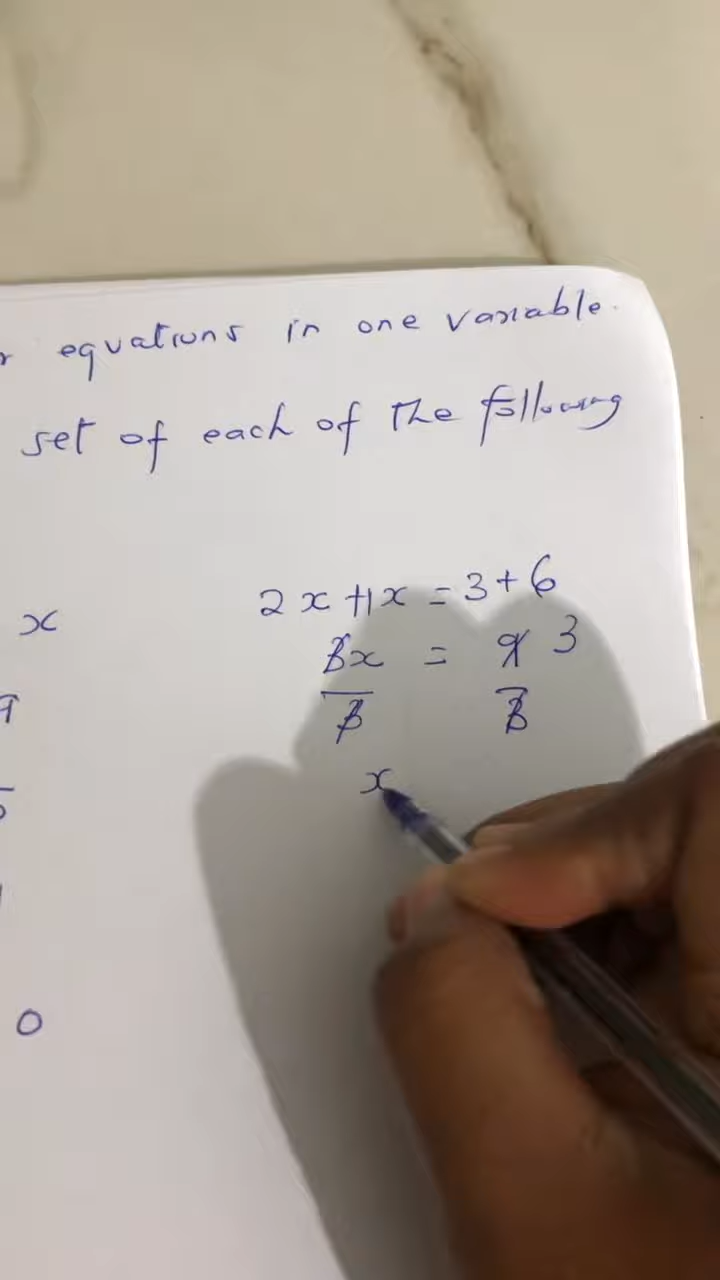 equations in one variable.
set of each of the following
2x +1x = 3+6
x
3x = 9 3
3 3
9
x
0